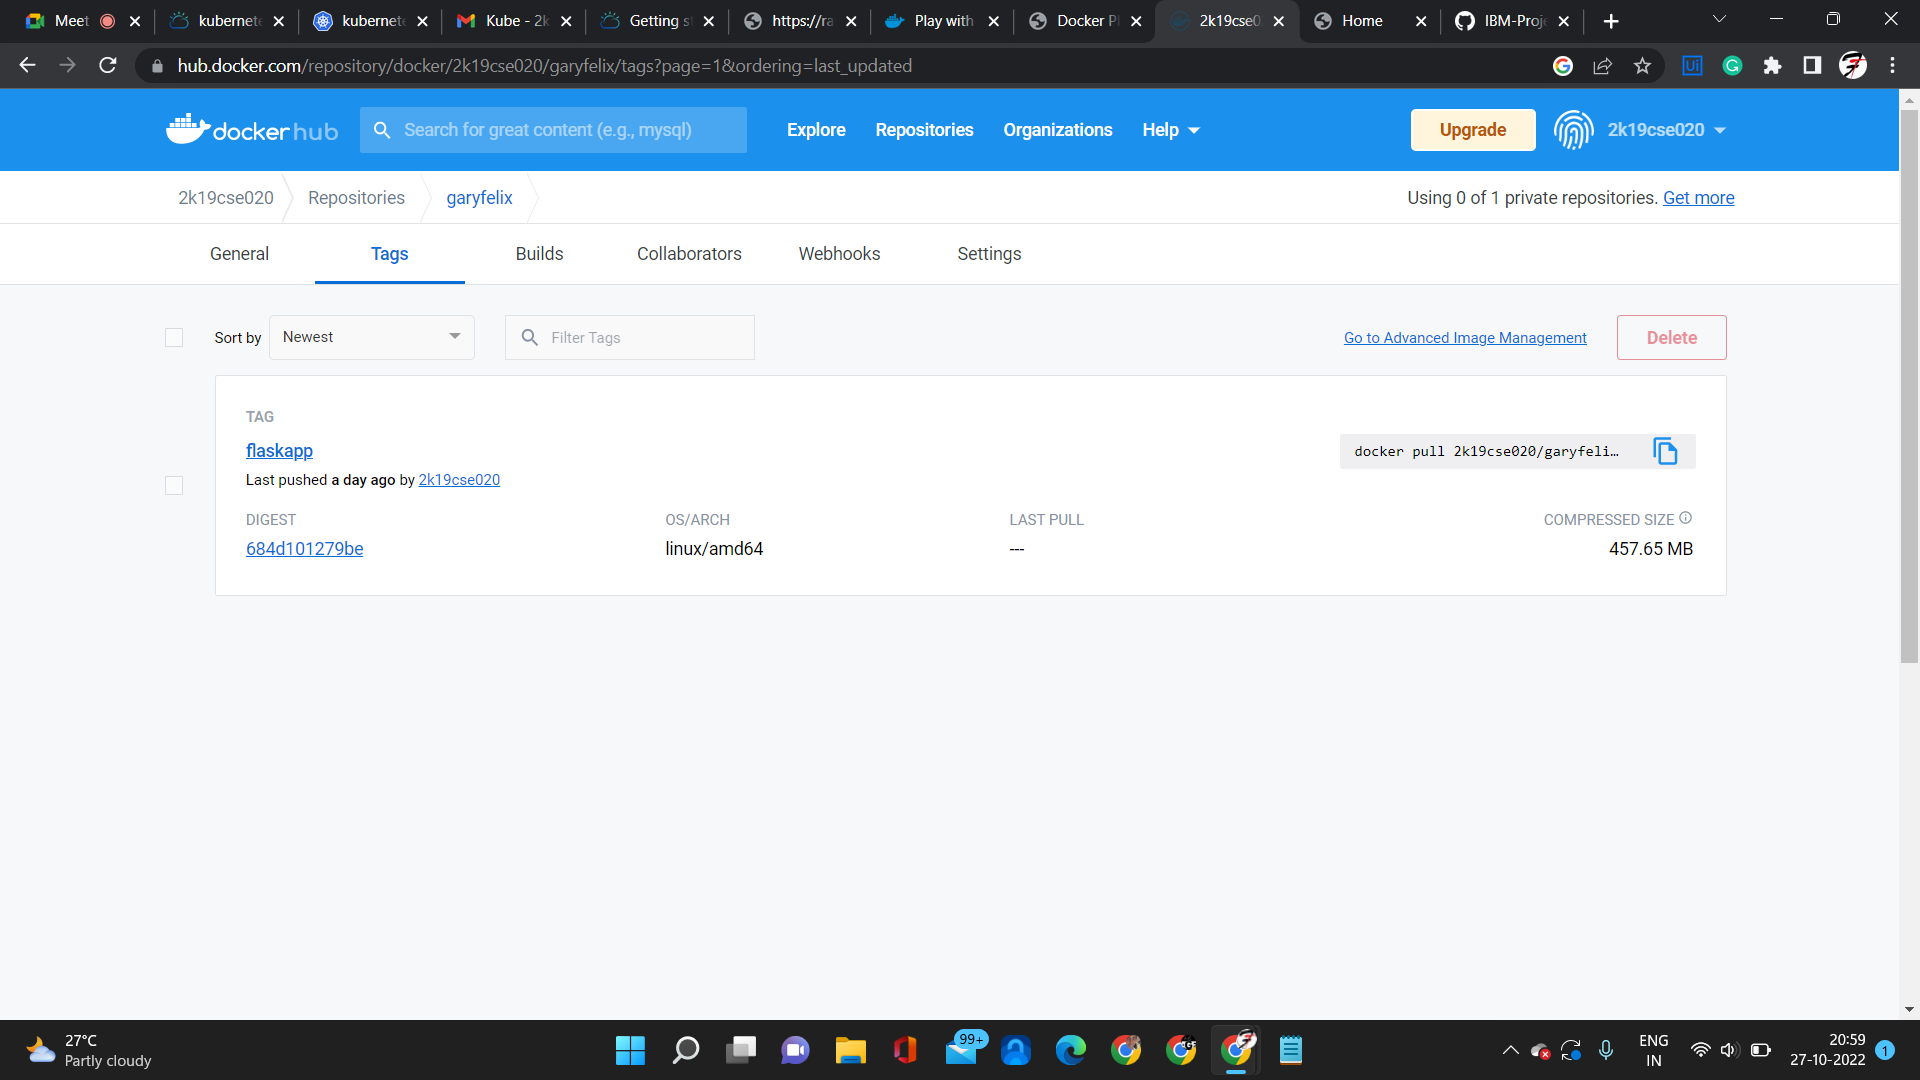 Meet
kubernete
kubernete
Kube - 2k
Getting s
https://ra
Play with
Docker Pl
2k19cse0
Home
IBM-Proje
hub.docker.com/repository/docker/2k19cse020/garyfelix/tags?page=1&ordering=last_updated
dockerhub
Search for great content (e.g., mysql)
Explore
Repositories
Organizations
Help
Upgrade
2k19cse020
2k19cse020
Repositories
garyfelix
Using 0 of 1 private repositories. Get more
General
Tags
Builds
Collaborators
Webhooks
Settings
Sort by
Newest
Filter Tags
Go to Advanced Image Management
Delete
TAG
flaskapp
docker pull 2k19cse020/garyfeli...
Last pushed a day ago by 2k19cse020
DIGEST
OS/ARCH
LAST PULL
COMPRESSED SIZE
684d101279be
linux/amd64
---
457.65 MB
27°C
Partly cloudy
99+
ENG
IN
20:59
27-10-2022
1